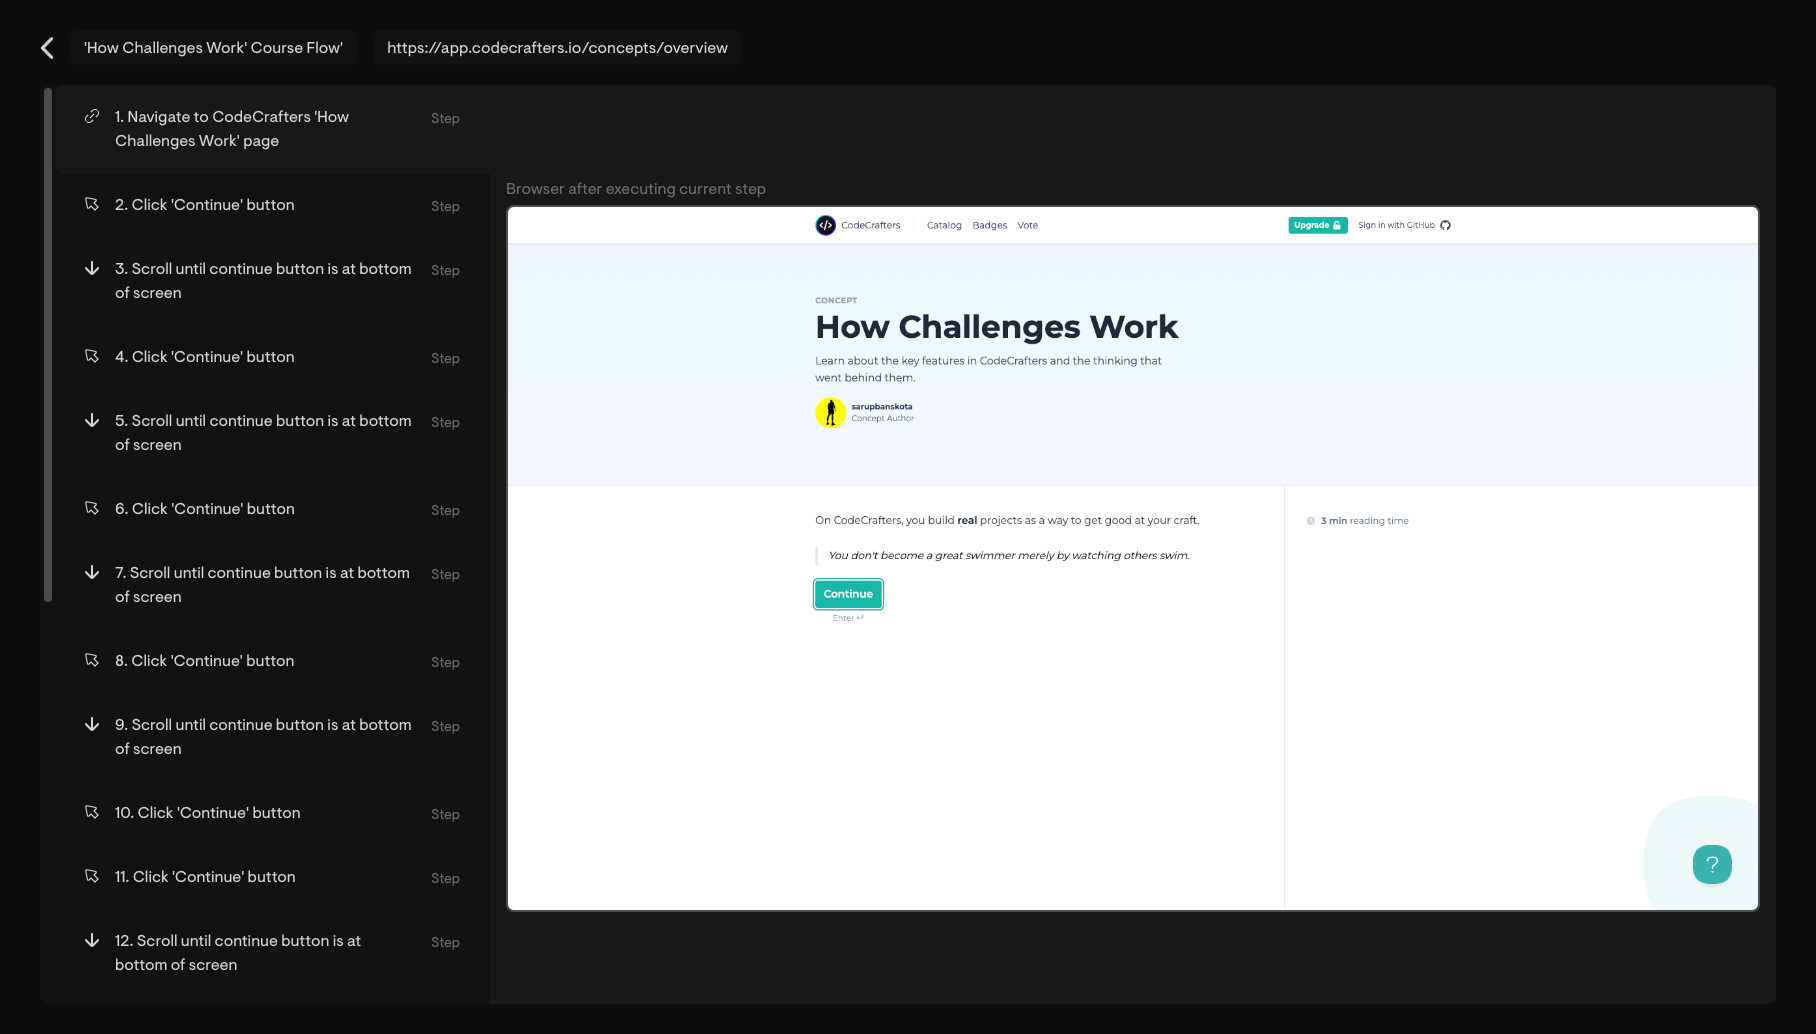 'How Challenges Work' Course Flow'
https://app.codecrafters.io/concepts/overview
1. Navigate to CodeCrafters 'How
Challenges Work' page
Step
2. Click 'Continue' button
Step
3. Scroll until continue button is at bottom
of screen
Step
4. Click 'Continue' button
Step
5. Scroll until continue button is at bottom
of screen
Step
6. Click 'Continue' button
Step
7. Scroll until continue button is at bottom
of screen
Step
8. Click 'Continue' button
Step
9. Scroll until continue button is at bottom
of screen
Step
10. Click 'Continue' button
Step
11. Click 'Continue' button
Step
12. Scroll until continue button is at
bottom of screen
Step
Browser after executing current step
CodeCrafters
Catalog Badges Vote
Upgrade
Sign in with GitHub
CONCEPT
How Challenges Work
Learn about the key features in CodeCrafters and the thinking that
went behind them.
sarupbanskota
Concept Author
On CodeCrafters, you build real projects as a way to get good at your craft.
You don't become a great swimmer merely by watching others swim.
Continue
Enter ↵
3 min reading time
?